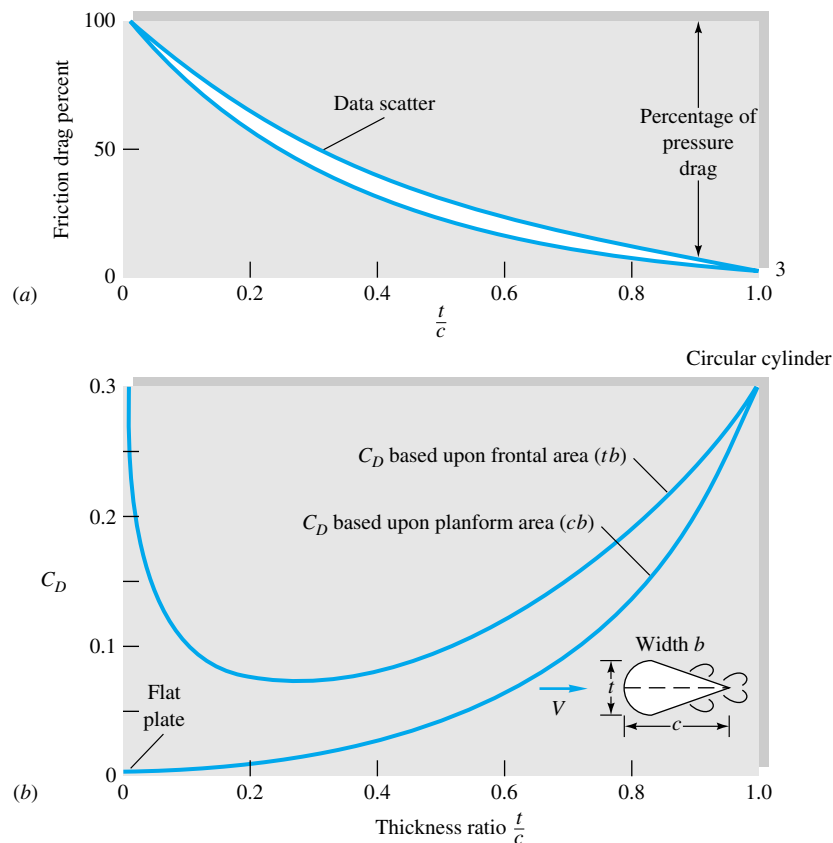 100
50
0
Friction drag percent
Data scatter
Percentage of
pressure
drag
3
(a)
0
0.2
0.4
0.6
0.8
1.0
t
c
Circular cylinder
0.3
0.2
0.1
0
C_D
C_D based upon frontal area (tb)
C_D based upon planform area (cb)
Flat
plate
Width b
V
t
c
(b)
0
0.2
0.4
0.6
0.8
1.0
Thickness ratio t/c